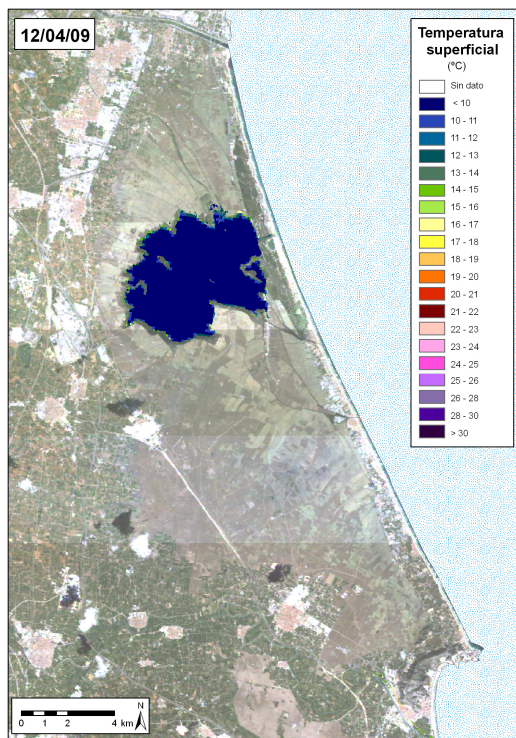 12/04/09
Temperatura
superficial
(ºC)
Sin dato
< 10
10 - 11
11 - 12
12 - 13
13 - 14
14 - 15
15 - 16
16 - 17
17 - 18
18 - 19
19 - 20
20 - 21
21 - 22
22 - 23
23 - 24
24 - 25
25 - 26
26 - 28
28 - 30
> 30
N
0 1 2 4 km